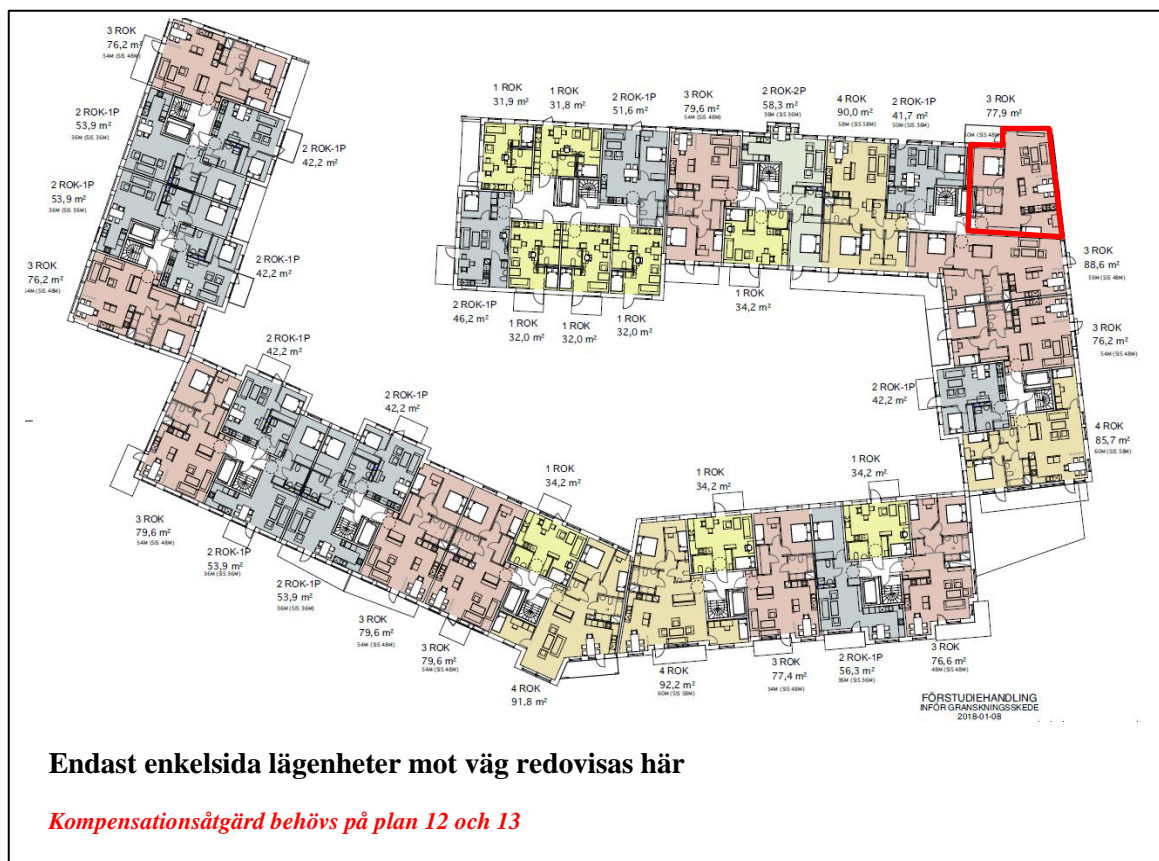 3 ROK
76,2 m²
54M (SIS 48M)
2 ROK-1P
53,9 m²
36M (SIS 36M)
2 ROK-1P
42,2 m²
2 ROK-1P
53,9 m²
36M (SIS 36M)
2 ROK-1P
42,2 m²
3 ROK
76,2 m²
54M (SIS 48M)
1 ROK
31,9 m²
1 ROK
31,8 m²
2 ROK-1P
51,6 m²
3 ROK
79,6 m²
54M (SIS 48M)
2 ROK-2P
58,3 m²
36M (SIS 36M)
4 ROK
90,0 m²
58M (SIS 58M)
2 ROK-1P
41,7 m²
50M (SIS 36M)
3 ROK
77,9 m²
3 ROK
88,6 m²
59M (SIS 48M)
2 ROK-1P
46,2 m²
1 ROK
32,0 m²
1 ROK
32,0 m²
1 ROK
32,0 m²
1 ROK
34,2 m²
3 ROK
76,2 m²
54M (SIS 48M)
2 ROK-1P
42,2 m²
4 ROK
85,7 m²
60M (SIS 58M)
2 ROK-1P
42,2 m²
2 ROK-1P
42,2 m²
1 ROK
34,2 m²
1 ROK
34,2 m²
1 ROK
34,2 m²
3 ROK
79,6 m²
54M (SIS 48M)
2 ROK-1P
53,9 m²
36M (SIS 36M)
2 ROK-1P
53,9 m²
36M (SIS 36M)
3 ROK
79,6 m²
54M (SIS 48M)
3 ROK
79,6 m²
54M (SIS 48M)
4 ROK
91,8 m²
4 ROK
92,2 m²
60M (SIS 58M)
3 ROK
77,4 m²
54M (SIS 48M)
2 ROK-1P
56,3 m²
36M (SIS 36M)
3 ROK
76,6 m²
48M (SIS 48M)
FÖRSTUDIEHANDLING
INFÖR GRANSKNINGSSKEDE
2018-01-08
Endast enkelsida lägenheter mot väg redovisas här
Kompensationsåtgärd behövs på plan 12 och 13